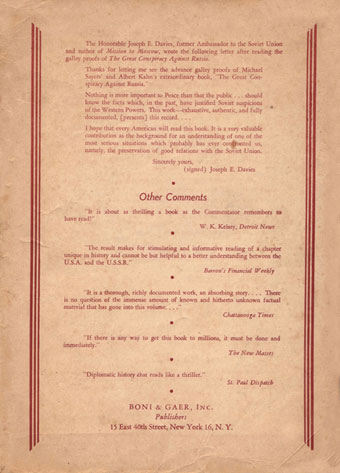 The Honorable Joseph E. Davies, former Ambassador to the Soviet Union
and author of Mission to Moscow, wrote the following letter after reading the
galley proofs of The Great Conspiracy Against Russia.
Thanks for letting me see the advance galley proofs of Michael
Sayers' and Albert Kahn's extraordinary book, "The Great Con-
spiracy Against Russia."
Nothing is more important to Peace than that the public . . . should
know the facts which, in the past, have justified Soviet suspicions
of the Western Powers. This work—exhaustive, authentic, and fully
documented, (presents) this record. . . .
I hope that every American will read this book. It is a very valuable
contribution as the background for an understanding of one of the
most serious situations which probably has ever confronted us,
namely, the preservation of good relations with the Soviet Union.
Sincerely yours,
(signed) Joseph E. Davies
Other Comments
"It is about as thrilling a book as the Commentator remembers to
have read!"
W. K. Kelsey, Detroit News
"The result makes for stimulating and informative reading of a chapter
unique in history and cannot be but helpful to a better understanding between the
U.S.A. and the U.S.S.R."
Barron's Financial Weekly
"It is a thorough, richly documented work, an absorbing story. . . . There
is no question of the immense amount of known and hitherto unknown factual
material that has gone into this volume. . . ."
Chattanooga Times
"If there is any way to get this book to millions, it must be done and
immediately."
The New Masses
"Diplomatic history that reads like a thriller."
St. Paul Dispatch
BONI & GAER, INC.
Publishers
15 East 40th Street, New York 16, N. Y.